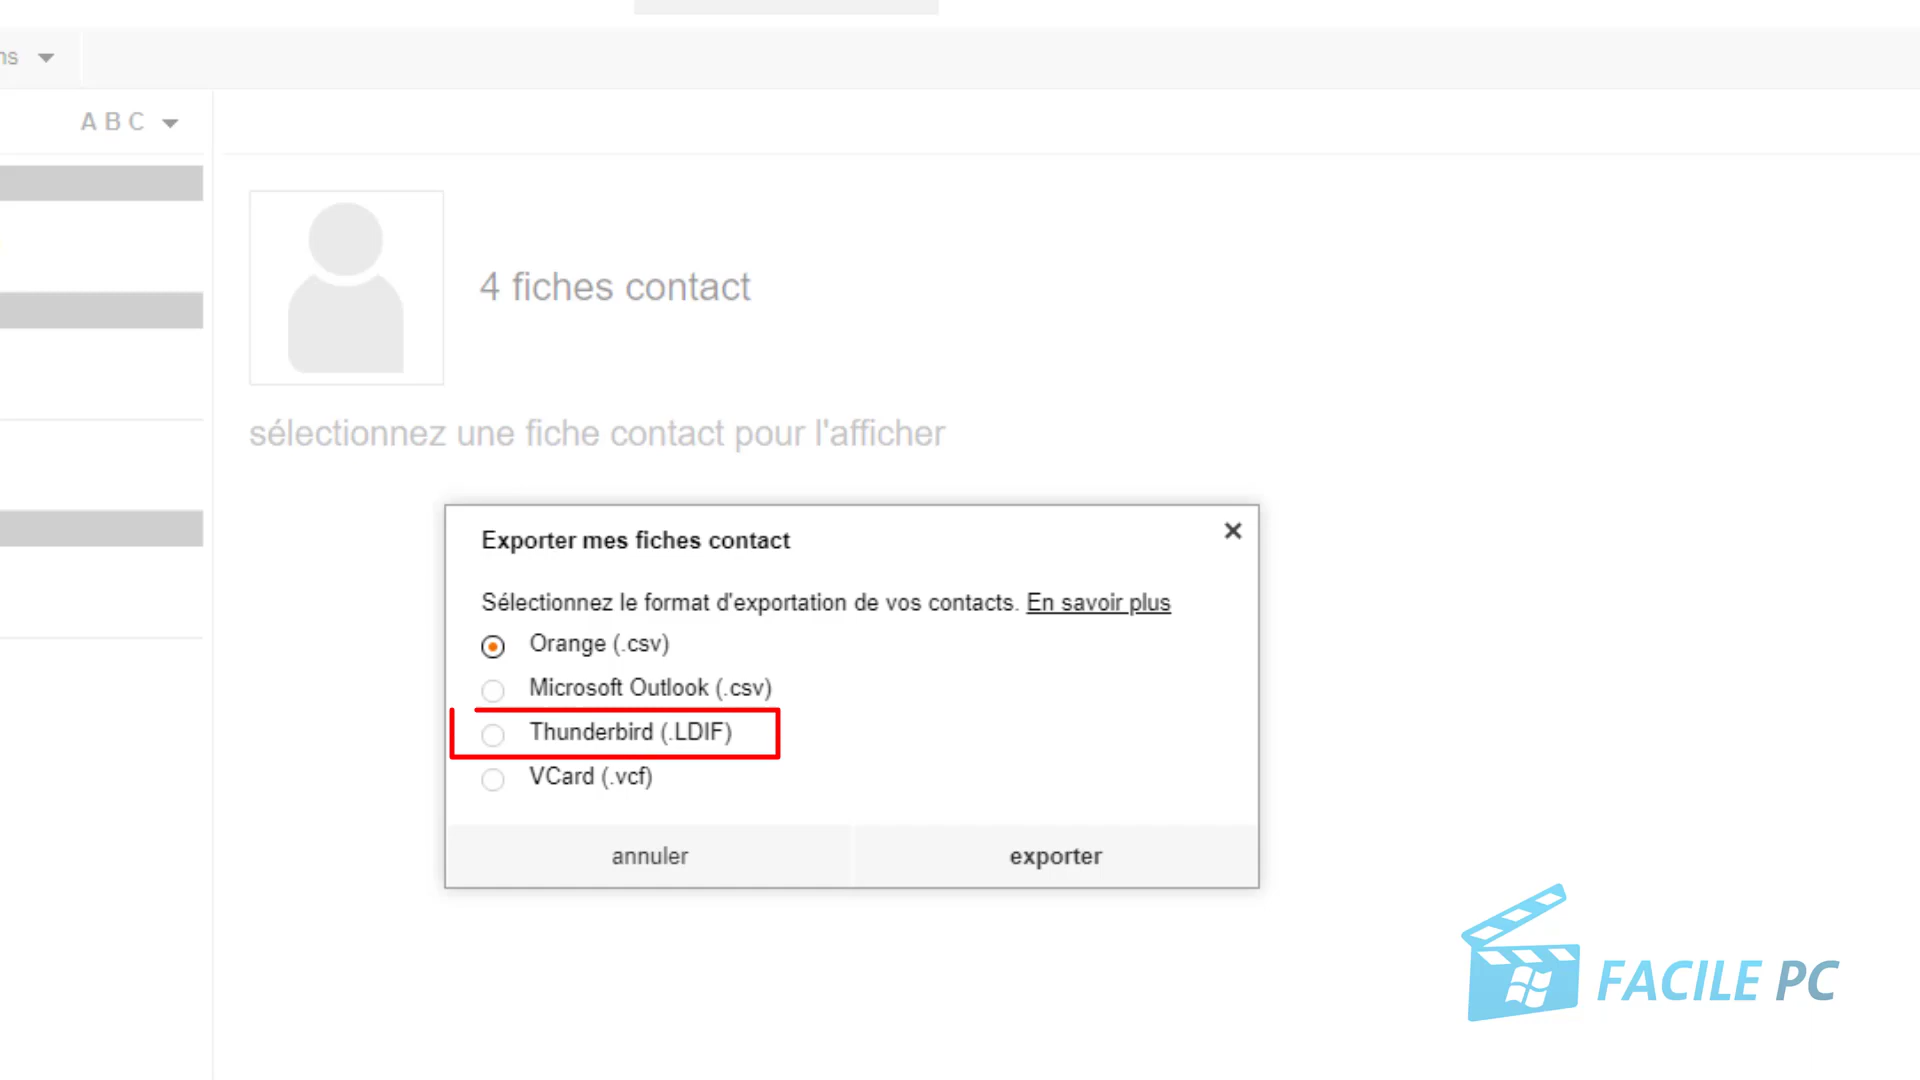 ns
A B C
4 fiches contact
sélectionnez une fiche contact pour l'afficher
Exporter mes fiches contact
Sélectionnez le format d'exportation de vos contacts. En savoir plus
Orange (.csv)
Microsoft Outlook (.csv)
Thunderbird (.LDIF)
VCard (.vcf)
annuler
exporter
FACILE PC